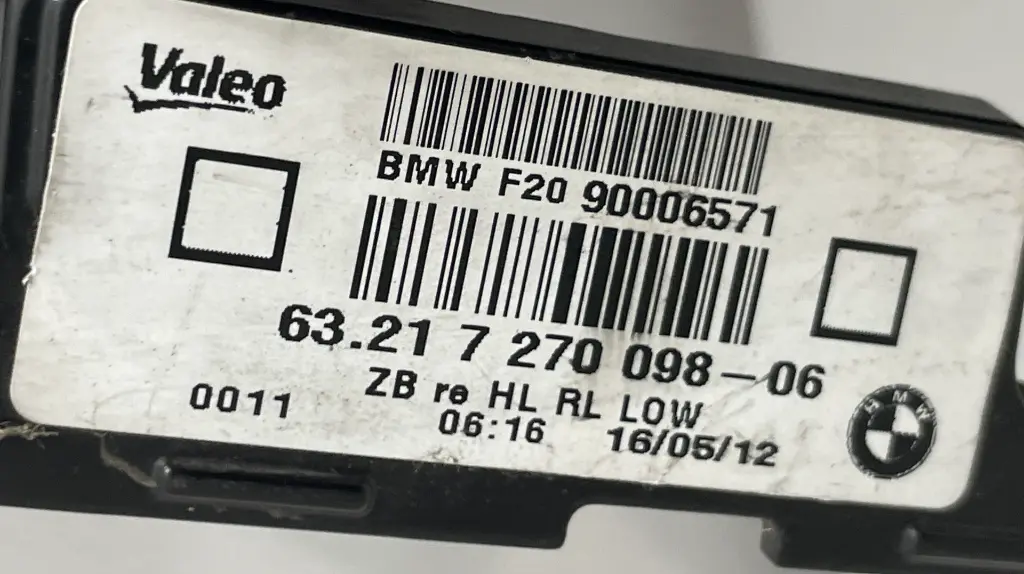 Valeo
BMW F20 90006571
63.21 7 270 098-06
ZB re HL RL LOW
0011 06:16 16/05/12
BMW